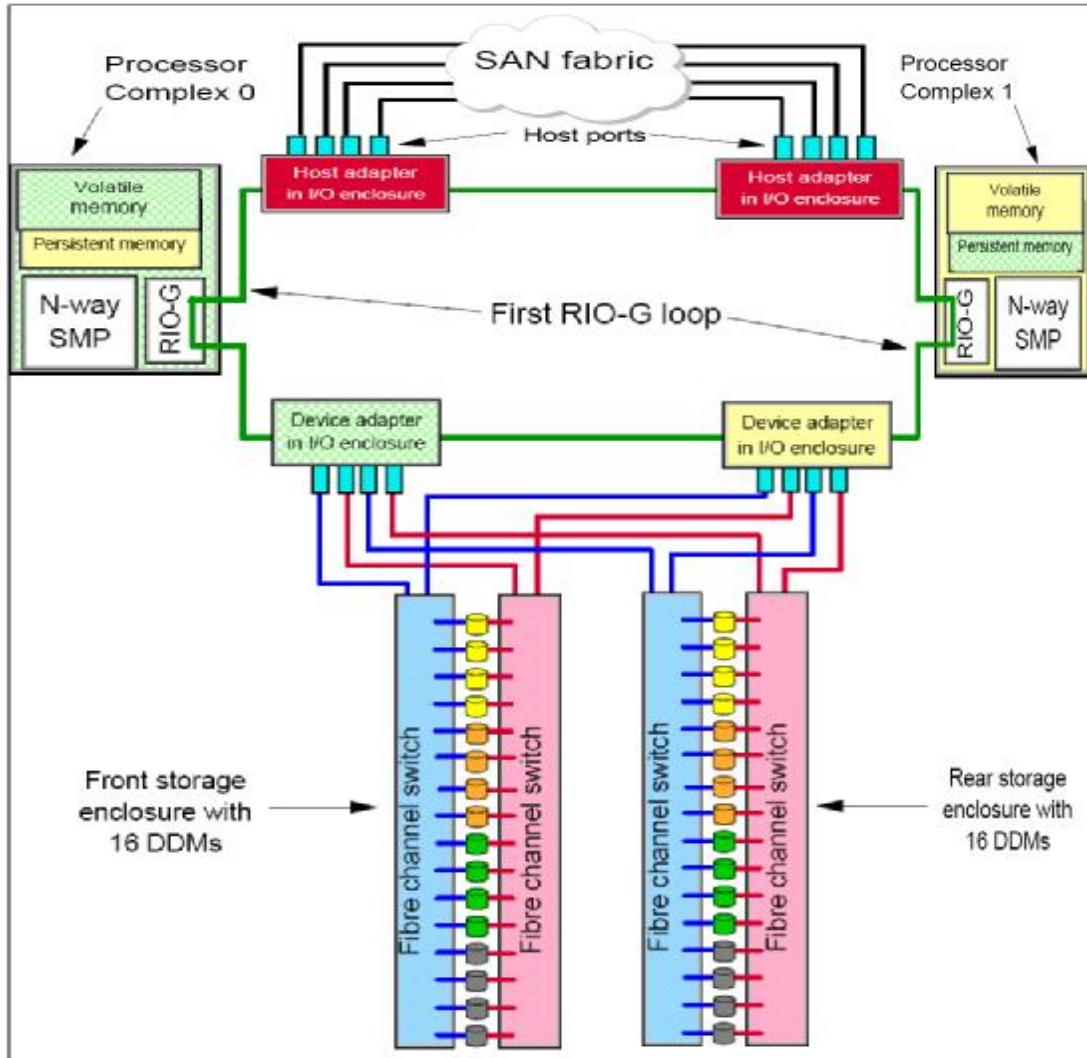 SAN fabric
Processor
Complex 0
Processor
Complex 1
Host ports
Host adapter
in I/O enclosure
Host adapter
in I/O enclosure
Volatile
memory
Persistent memory
N-way
SMP
RIO-G
Volatile
memory
Persistent memory
RIO-G
N-way
SMP
First RIO-G loop
Device adapter
in I/O enclosure
Device adapter
in I/O enclosure
Front storage
enclosure with
16 DDMs
Fibre channel switch
Fibre channel switch
Fibre channel switch
Fibre channel switch
Rear storage
enclosure with
16 DDMs